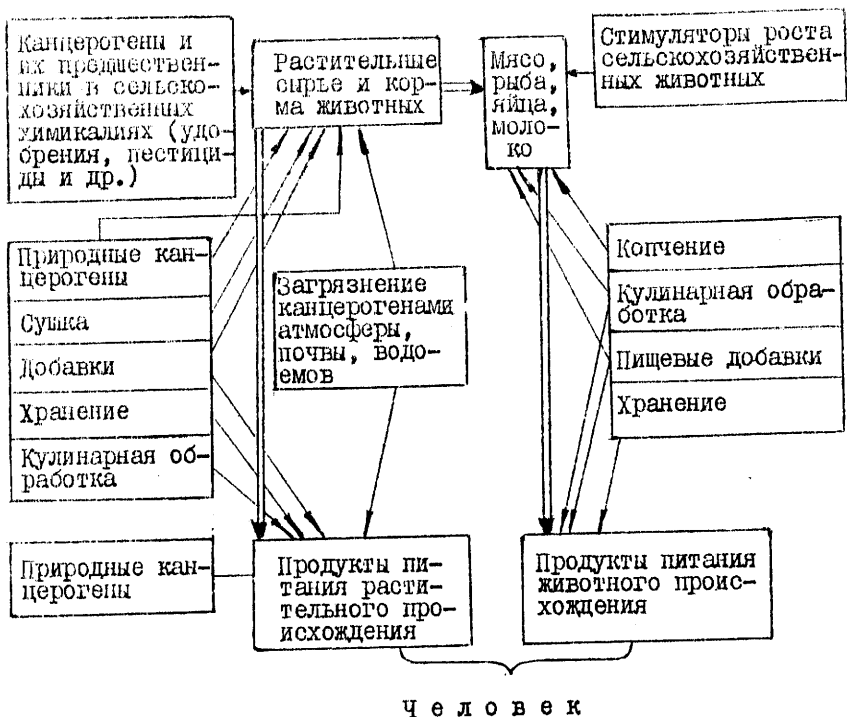 Канцерогены и
их предшествен-
ники в сельско-
хозяйственных
химикалиях (удо-
брения, пестици-
ды и др.)
Растительные
сырье и кор-
ма животных
Мясо,
рыба,
яйца,
моло-
ко
Стимуляторы роста
сельскохозяйствен-
ных животных
Природные кан-
церогены
Сушка
Добавки
Хранение
Кулинарная об-
работка
Загрязнение
канцерогенами
атмосферы,
почвы, водо-
емов
Копчение
Кулинарная обра-
ботка
Пищевые добавки
Хранение
Природные кан-
церогены
Продукты пи-
тания расти-
тельного про-
исхождения
Продукты питания
животного проис-
хождения
Человек